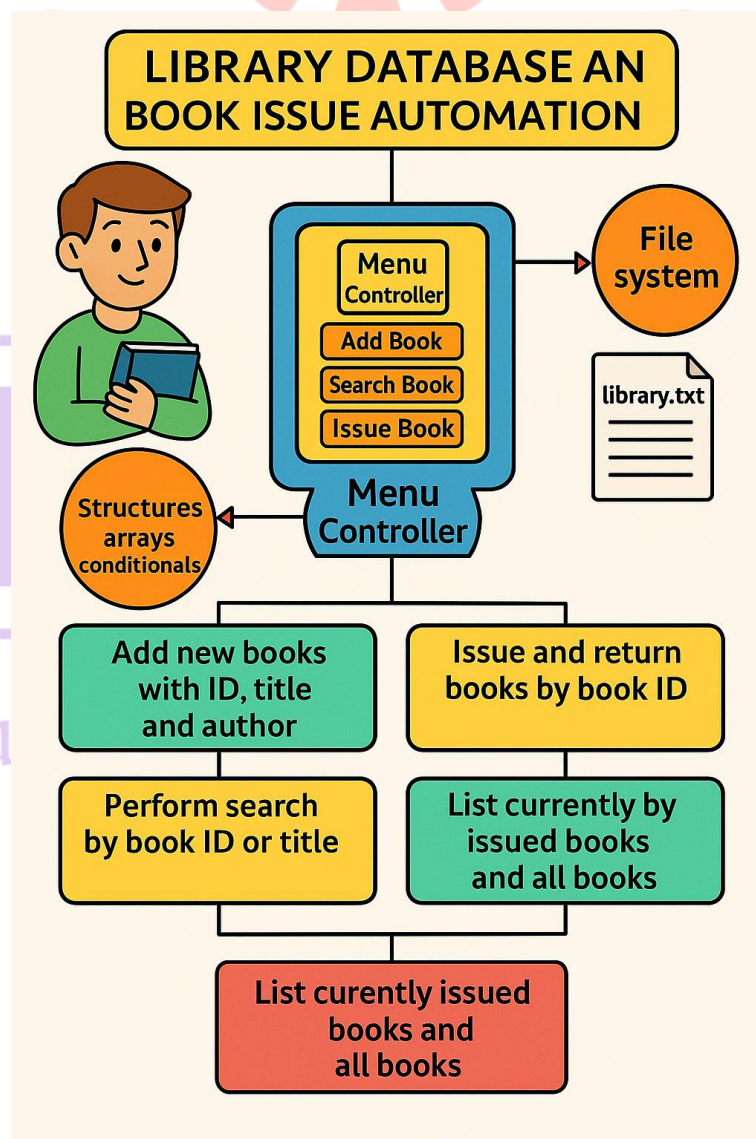 LIBRARY DATABASE AN
BOOK ISSUE AUTOMATION
Menu
Controller
Add Book
Search Book
Issue Book
Menu
Controller
File
system
library.txt
Structures
arrays
conditionals
Add new books
with ID, title
and author
Issue and return
books by book ID
Perform search
by book ID or title
List currently by
issued books
and all books
List curently issued
books and
all books